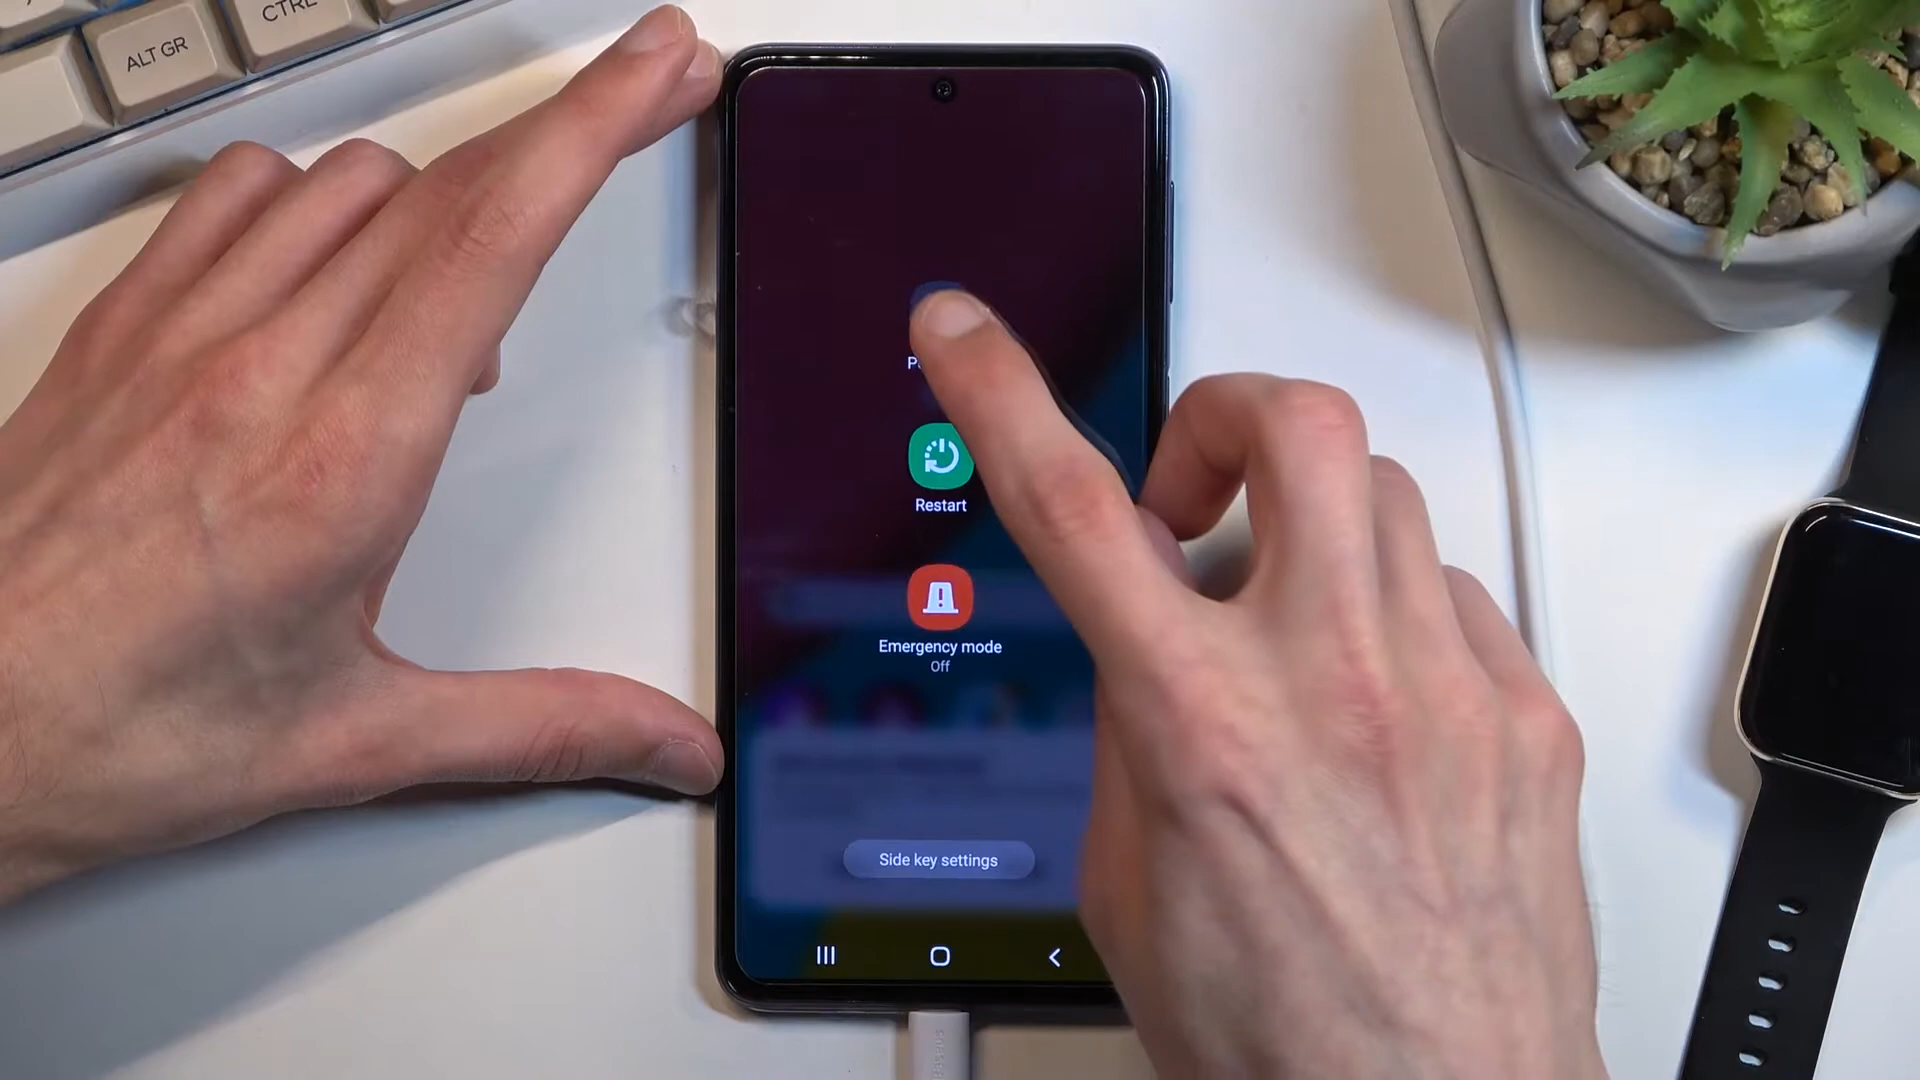 CTRL
ALT GR
Restart
Emergency mode
Off
Side key settings